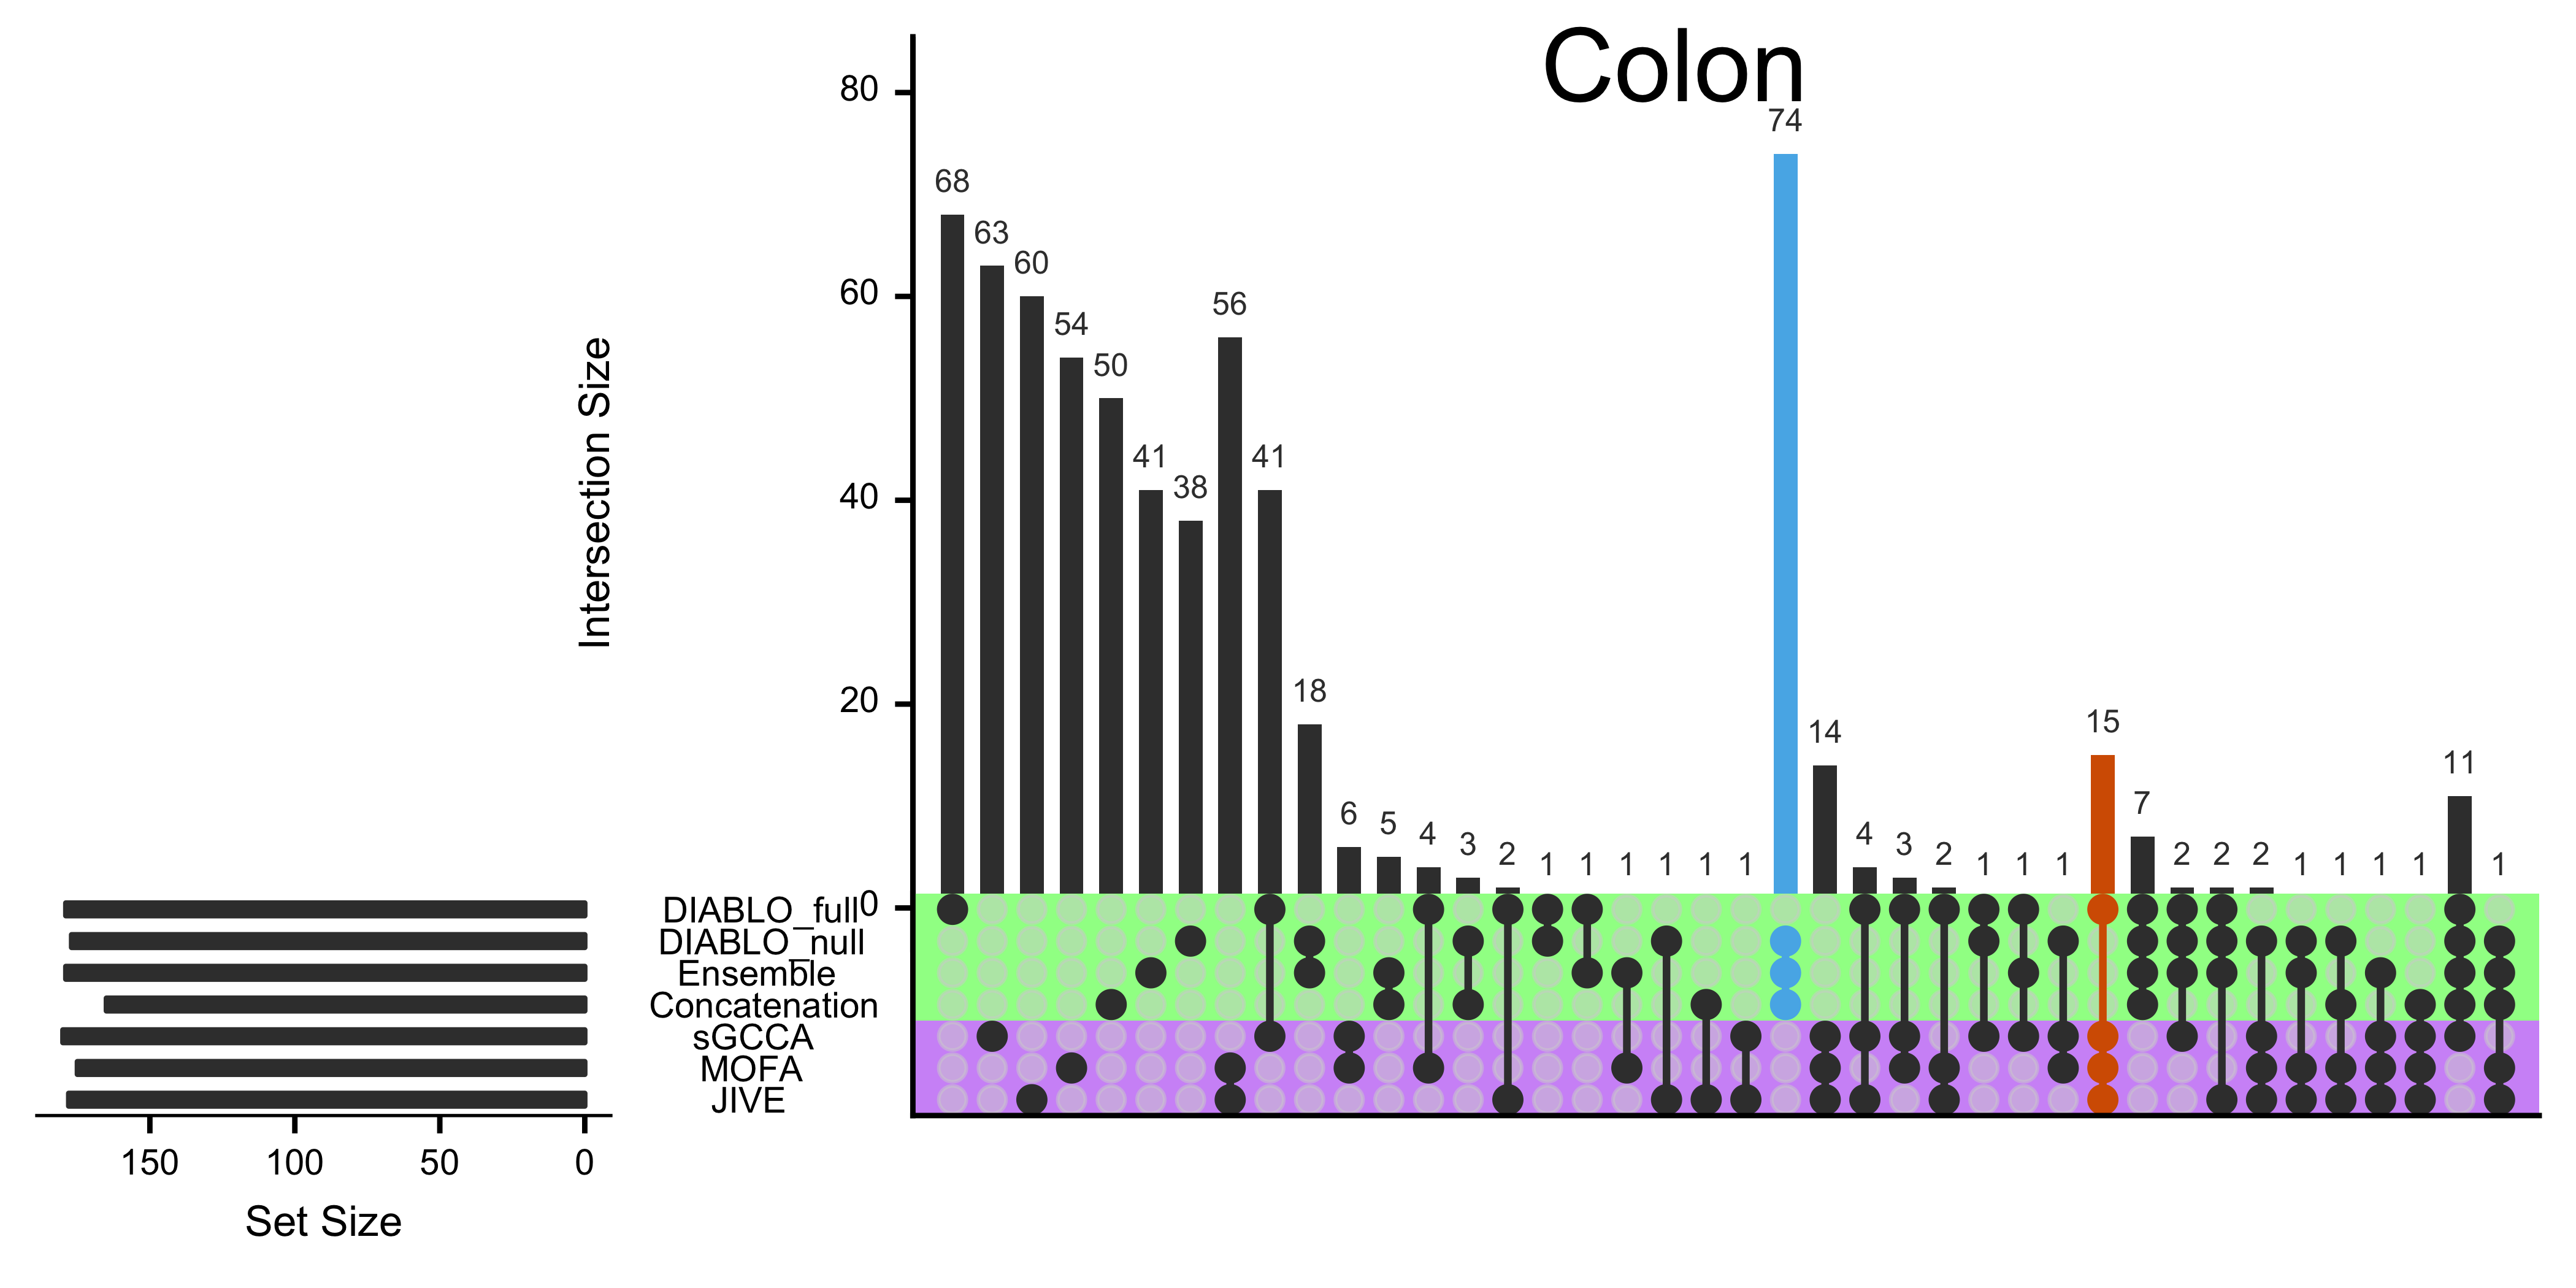 Colon
80
60
40
20
0
Intersection Size
68 63 60 54 50 41 38 56 41 18 6 5 4 3 2 1 1 1 1 1 1 74 14 4 3 2 1 1 1 15 7 2 2 2 1 1 1 1 11 1
DIABLO_full
DIABLO_null
Ensemble
Concatenation
sGCCA
MOFA
JIVE
150 100 50 0
Set Size